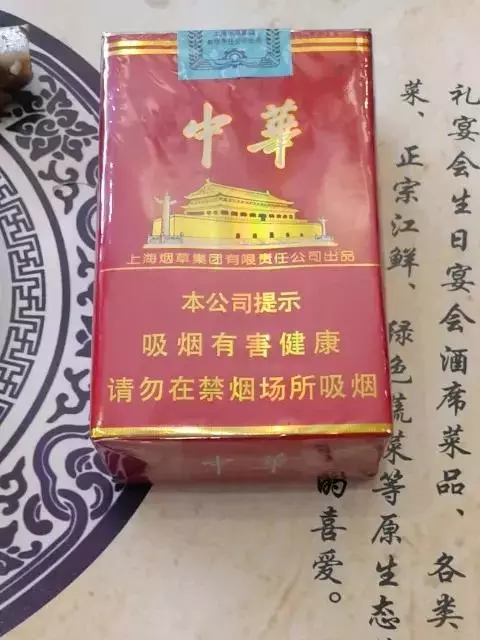 中華
上海烟草集团有限责任公司出品
本公司提示
吸烟有害健康
请勿在禁烟场所吸烟
中華
礼宴会生日宴会酒席菜品、各类
菜、正宗江鲜、绿色蔬菜等原生态
的喜爱。